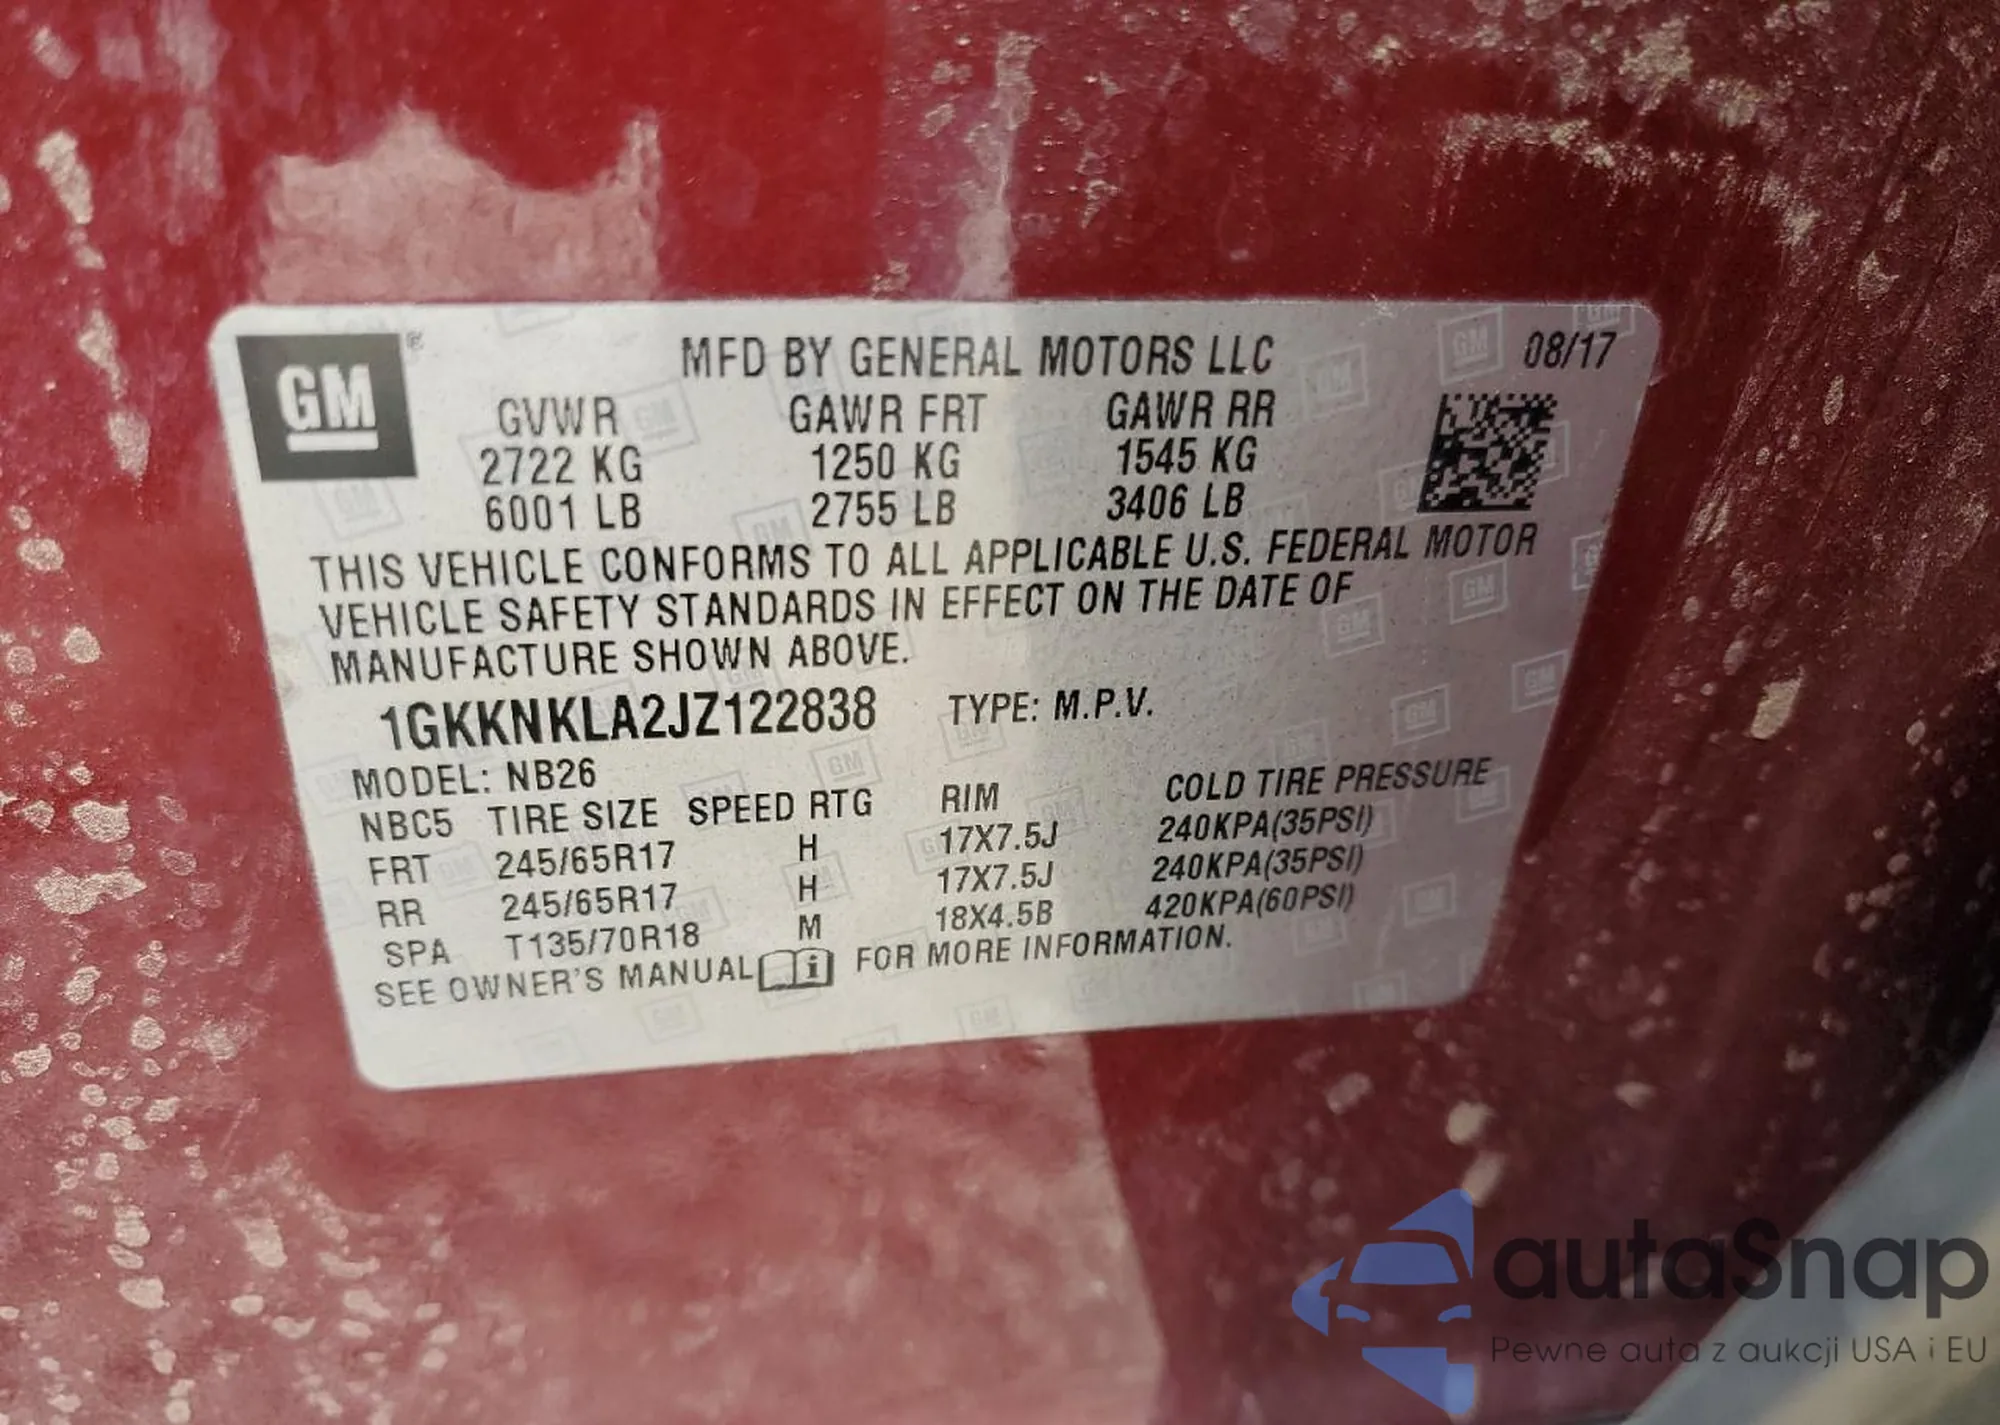 GM
MFD BY GENERAL MOTORS LLC 08/17
GVWR GAWR FRT GAWR RR
2722 KG 1250 KG 1545 KG
6001 LB 2755 LB 3406 LB
THIS VEHICLE CONFORMS TO ALL APPLICABLE U.S. FEDERAL MOTOR
VEHICLE SAFETY STANDARDS IN EFFECT ON THE DATE OF
MANUFACTURE SHOWN ABOVE.
1GKKNKLA2JZ122838 TYPE: M.P.V.
MODEL: NB26
NBC5 TIRE SIZE SPEED RTG RIM COLD TIRE PRESSURE
FRT 245/65R17 H 17X7.5J 240KPA(35PSI)
RR 245/65R17 H 17X7.5J 240KPA(35PSI)
SPA T135/70R18 M 18X4.5B 420KPA(60PSI)
SEE OWNER'S MANUAL FOR MORE INFORMATION.
autaSnap
Pewne auta z aukcji USA i EU